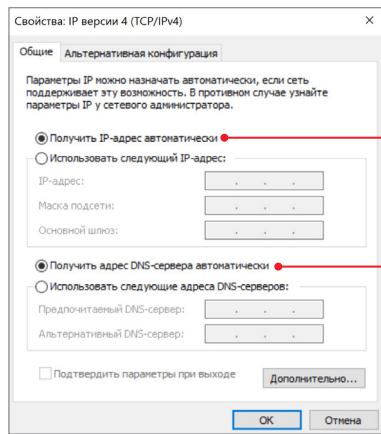 Свойства: IP версии 4 (TCP/IPv4)
Общие Альтернативная конфигурация
Параметры IP можно назначать автоматически, если сеть
поддерживает эту возможность. В противном случае узнайте
параметры IP у сетевого администратора.
Получить IP-адрес автоматически
Использовать следующий IP-адрес:
IP-адрес: . . .
Маска подсети: . . .
Основной шлюз: . . .
Получить адрес DNS-сервера автоматически
Использовать следующие адреса DNS-серверов:
Предпочитаемый DNS-сервер: . . .
Альтернативный DNS-сервер: . . .
Подтвердить параметры при выходе
Дополнительно...
ОК Отмена